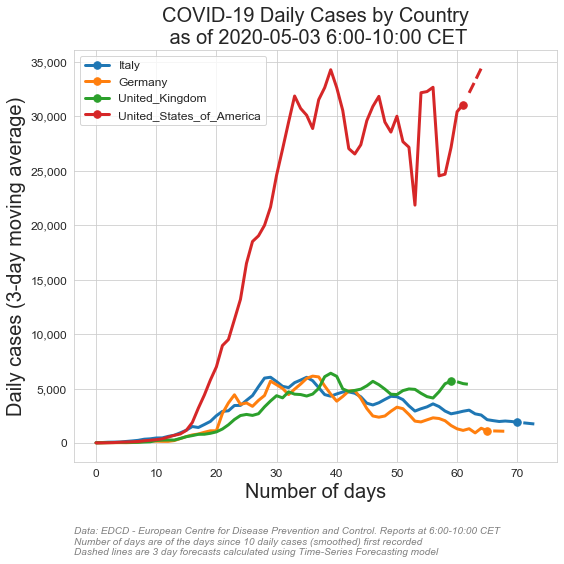 COVID-19 Daily Cases by Country
as of 2020-05-03 6:00-10:00 CET
Italy
Germany
United_Kingdom
United_States_of_America
Daily cases (3-day moving average)
35,000
30,000
25,000
20,000
15,000
10,000
5,000
0
0 10 20 30 40 50 60 70
Number of days
Data: EDCD - European Centre for Disease Prevention and Control. Reports at 6:00-10:00 CET
Number of days are of the days since 10 daily cases (smoothed) first recorded
Dashed lines are 3 day forecasts calculated using Time-Series Forecasting model